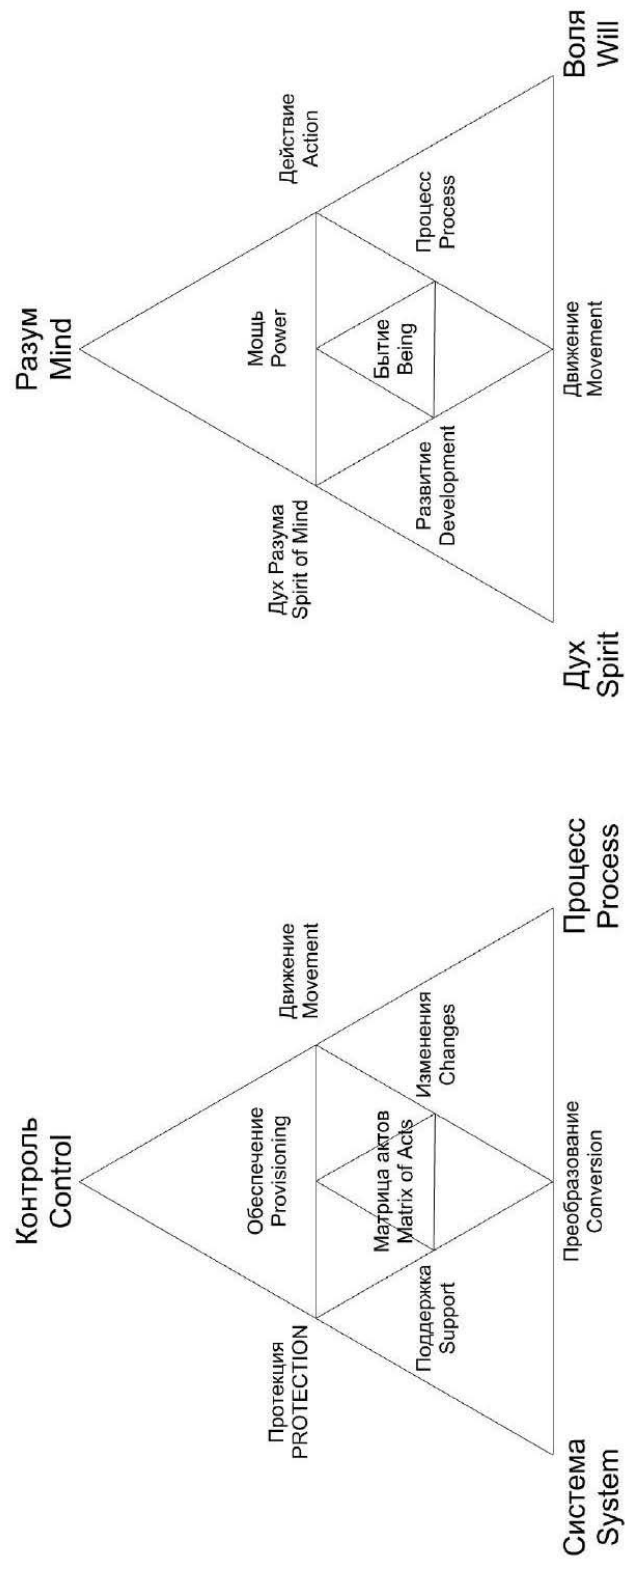 Контроль
Control
Протекция
PROTECTION
Движение
Movement
Обеспечение
Provisioning
Матрица актов
Matrix of Acts
Поддержка
Support
Изменения
Changes
Система
System
Преобразование
Conversion
Процесс
Process
Разум
Mind
Дух Разума
Spirit of Mind
Действие
Action
Мощь
Power
Бытие
Being
Развитие
Development
Процесс
Process
Дух
Spirit
Движение
Movement
Воля
Will